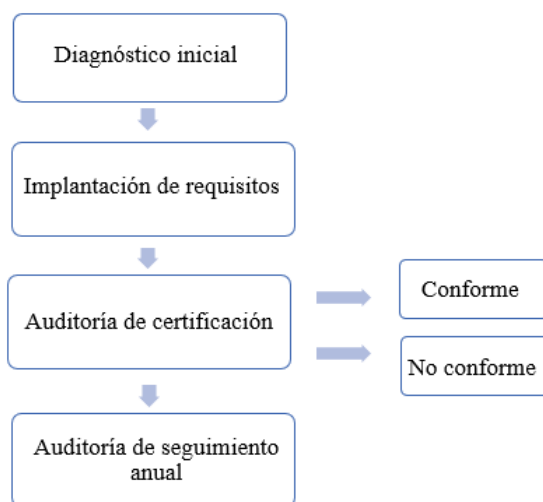 Diagnóstico inicial
Implantación de requisitos
Auditoría de certificación
Conforme
No conforme
Auditoría de seguimiento
anual